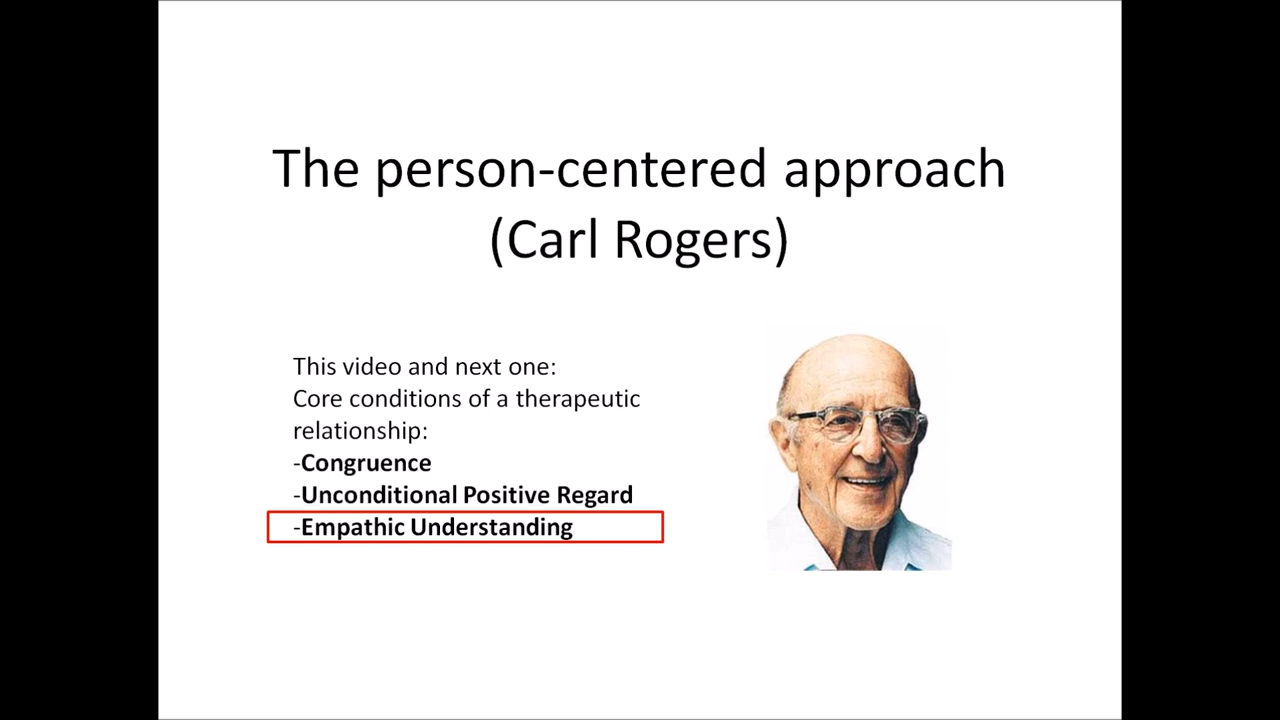 The person-centered approach
(Carl Rogers)
This video and next one:
Core conditions of a therapeutic
relationship:
-Congruence
-Unconditional Positive Regard
-Empathic Understanding